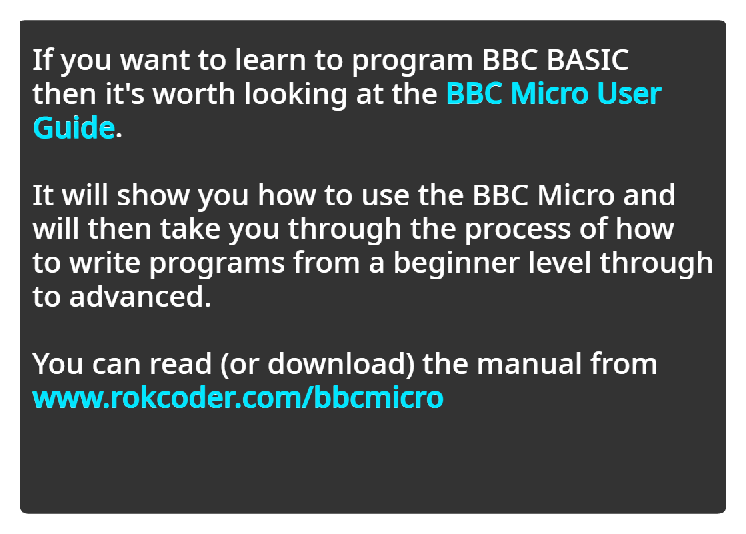 If you want to learn to program BBC BASIC
then it's worth looking at the BBC Micro User
Guide.
It will show you how to use the BBC Micro and
will then take you through the process of how
to write programs from a beginner level through
to advanced.
You can read (or download) the manual from
www.rokcoder.com/bbcmicro